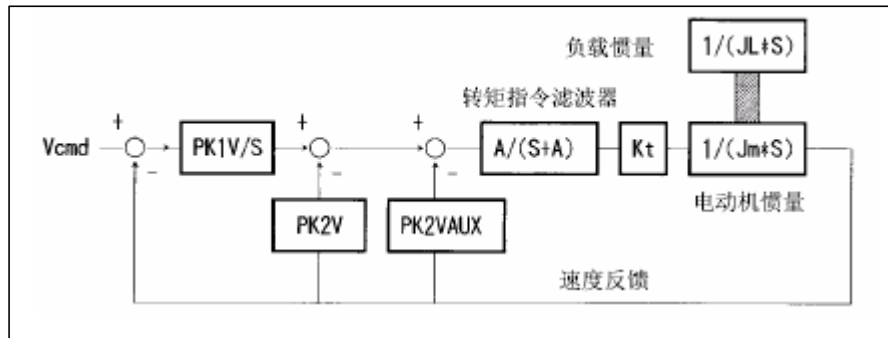 负载惯量
1/(JL*S)
转矩指令滤波器
+
+
+
Vcmd
PK1V/S
A/(S+A)
Kt
1/(Jm*S)
-
-
-
PK2V
PK2VAUX
电动机惯量
速度反馈